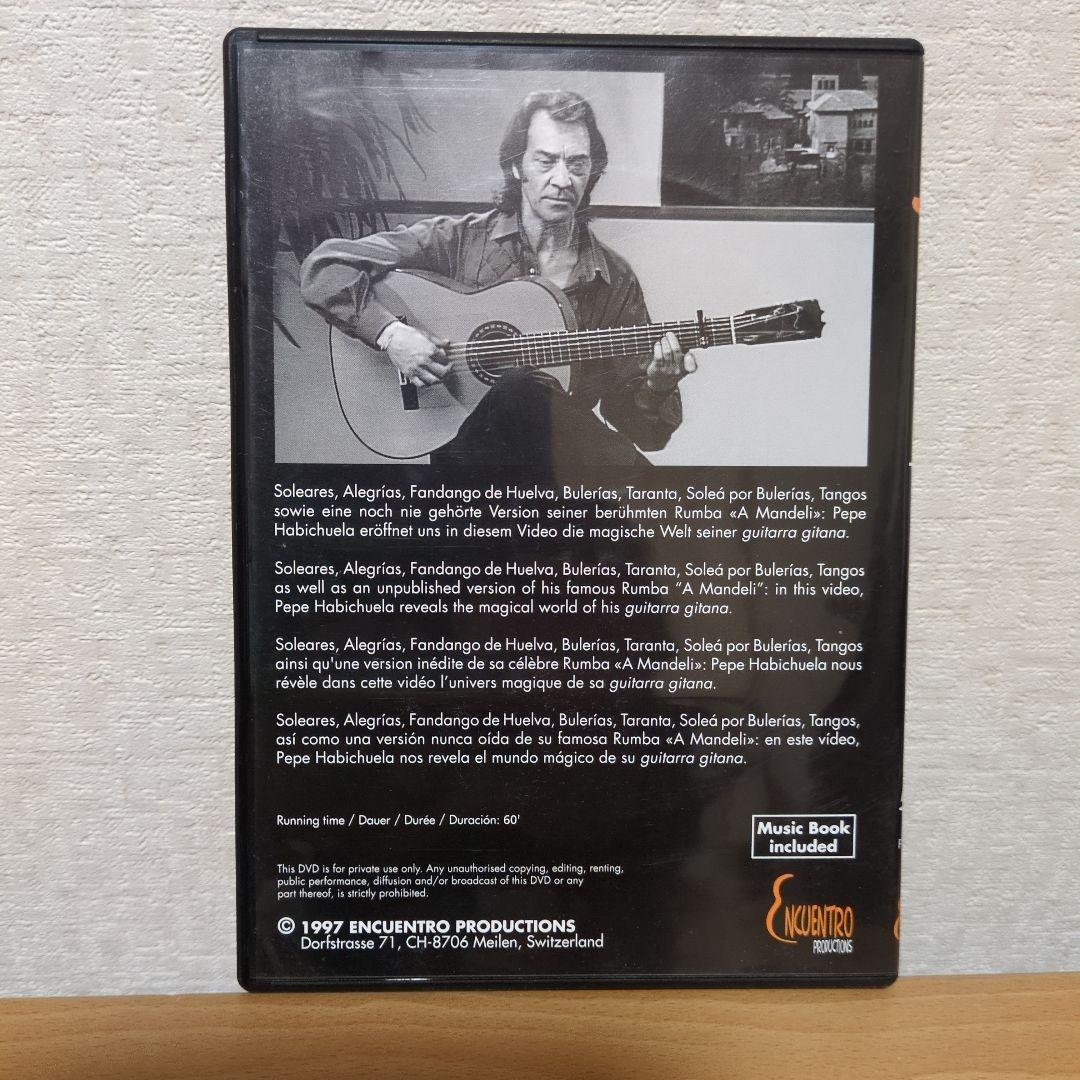 Soleares, Alegrías, Fandango de Huelva, Bulerías, Taranta, Soleá por Bulerías, Tangos
sowie eine noch nie gehörte Version seiner berühmten Rumba «A Mandeli»: Pepe
Habichuela eröffnet uns in diesem Video die magische Welt seiner guitarra gitana.
Soleares, Alegrías, Fandango de Huelva, Bulerías, Taranta, Soleá por Bulerías, Tangos
as well as an unpublished version of his famous Rumba “A Mandeli”: in this video,
Pepe Habichuela reveals the magical world of his guitarra gitana.
Soleares, Alegrías, Fandango de Huelva, Bulerías, Taranta, Soleá por Bulerías, Tangos
ainsi qu'une version inédite de sa célèbre Rumba «A Mandeli»: Pepe Habichuela nous
révèle dans cette vidéo l’univers magique de sa guitarra gitana.
Soleares, Alegrías, Fandango de Huelva, Bulerías, Taranta, Soleá por Bulerías, Tangos,
así como una versión nunca oída de su famosa Rumba «A Mandeli»: en este vídeo,
Pepe Habichuela nos revela el mundo mágico de su guitarra gitana.
Running time / Dauer / Durée / Duración: 60'
Music Book
included
This DVD is for private use only. Any unauthorised copying, editing, renting,
public performance, diffusion and/or broadcast of this DVD or any
part thereof, is strictly prohibited.
© 1997 ENCUENTRO PRODUCTIONS
Dorfstrasse 71, CH-8706 Meilen, Switzerland
ENCUENTRO
PRODUCTIONS